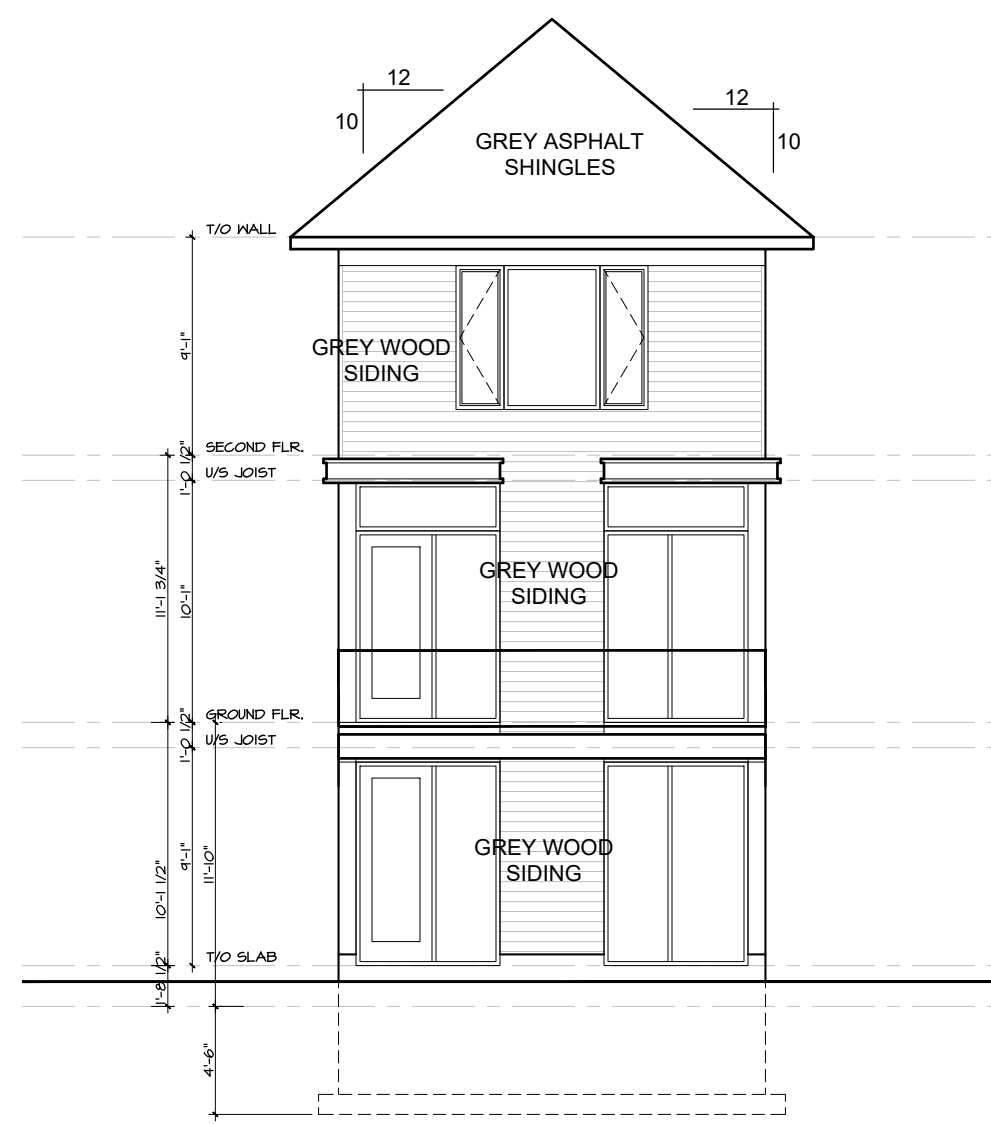 12
10
12
10
GREY ASPHALT
SHINGLES
T/O WALL
9'-1"
GREY WOOD
SIDING
SECOND FLR.
1'-0 1/2"
U/S JOIST
11'-1 3/4"
10'-1"
GREY WOOD
SIDING
GROUND FLR.
1'-0 1/2"
U/S JOIST
10'-1 1/2"
9'-1"
11'-10"
GREY WOOD
SIDING
T/O SLAB
1'-8 1/2"
4'-6"